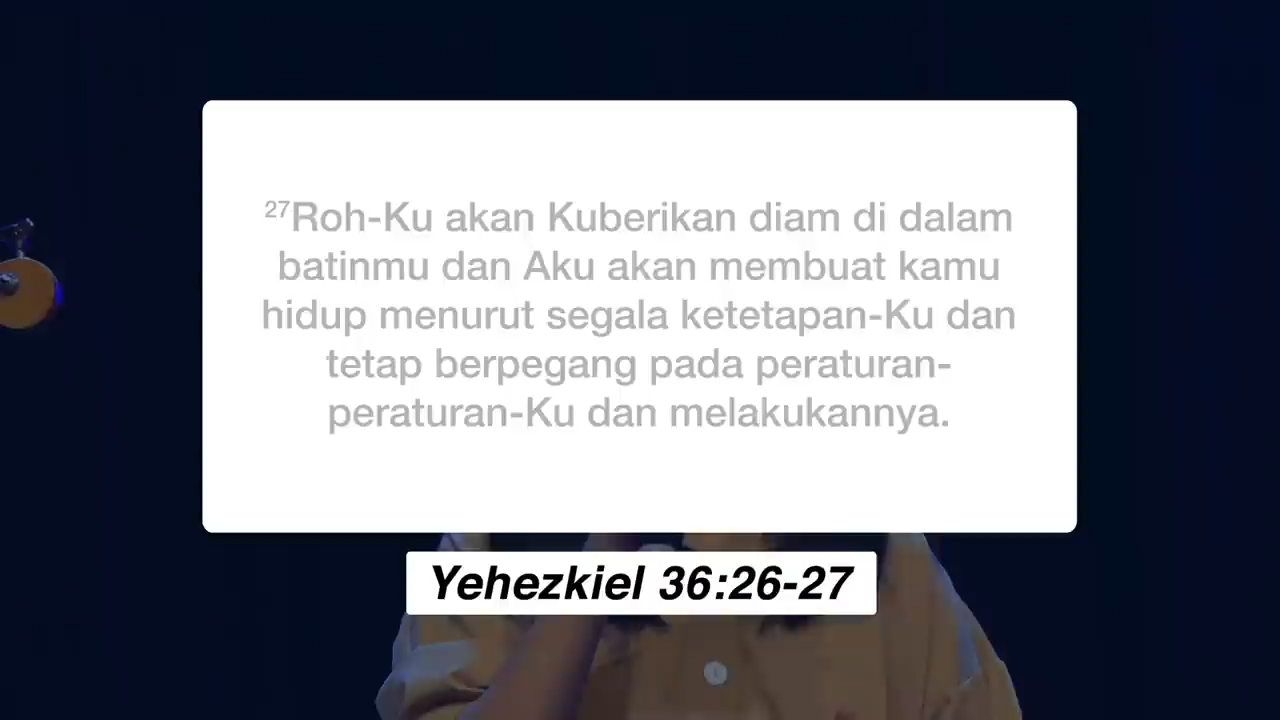 ²⁷Roh-Ku akan Kuberikan diam di dalam
batinmu dan Aku akan membuat kamu
hidup menurut segala ketetapan-Ku dan
tetap berpegang pada peraturan-
peraturan-Ku dan melakukannya.
Yehezkiel 36:26-27